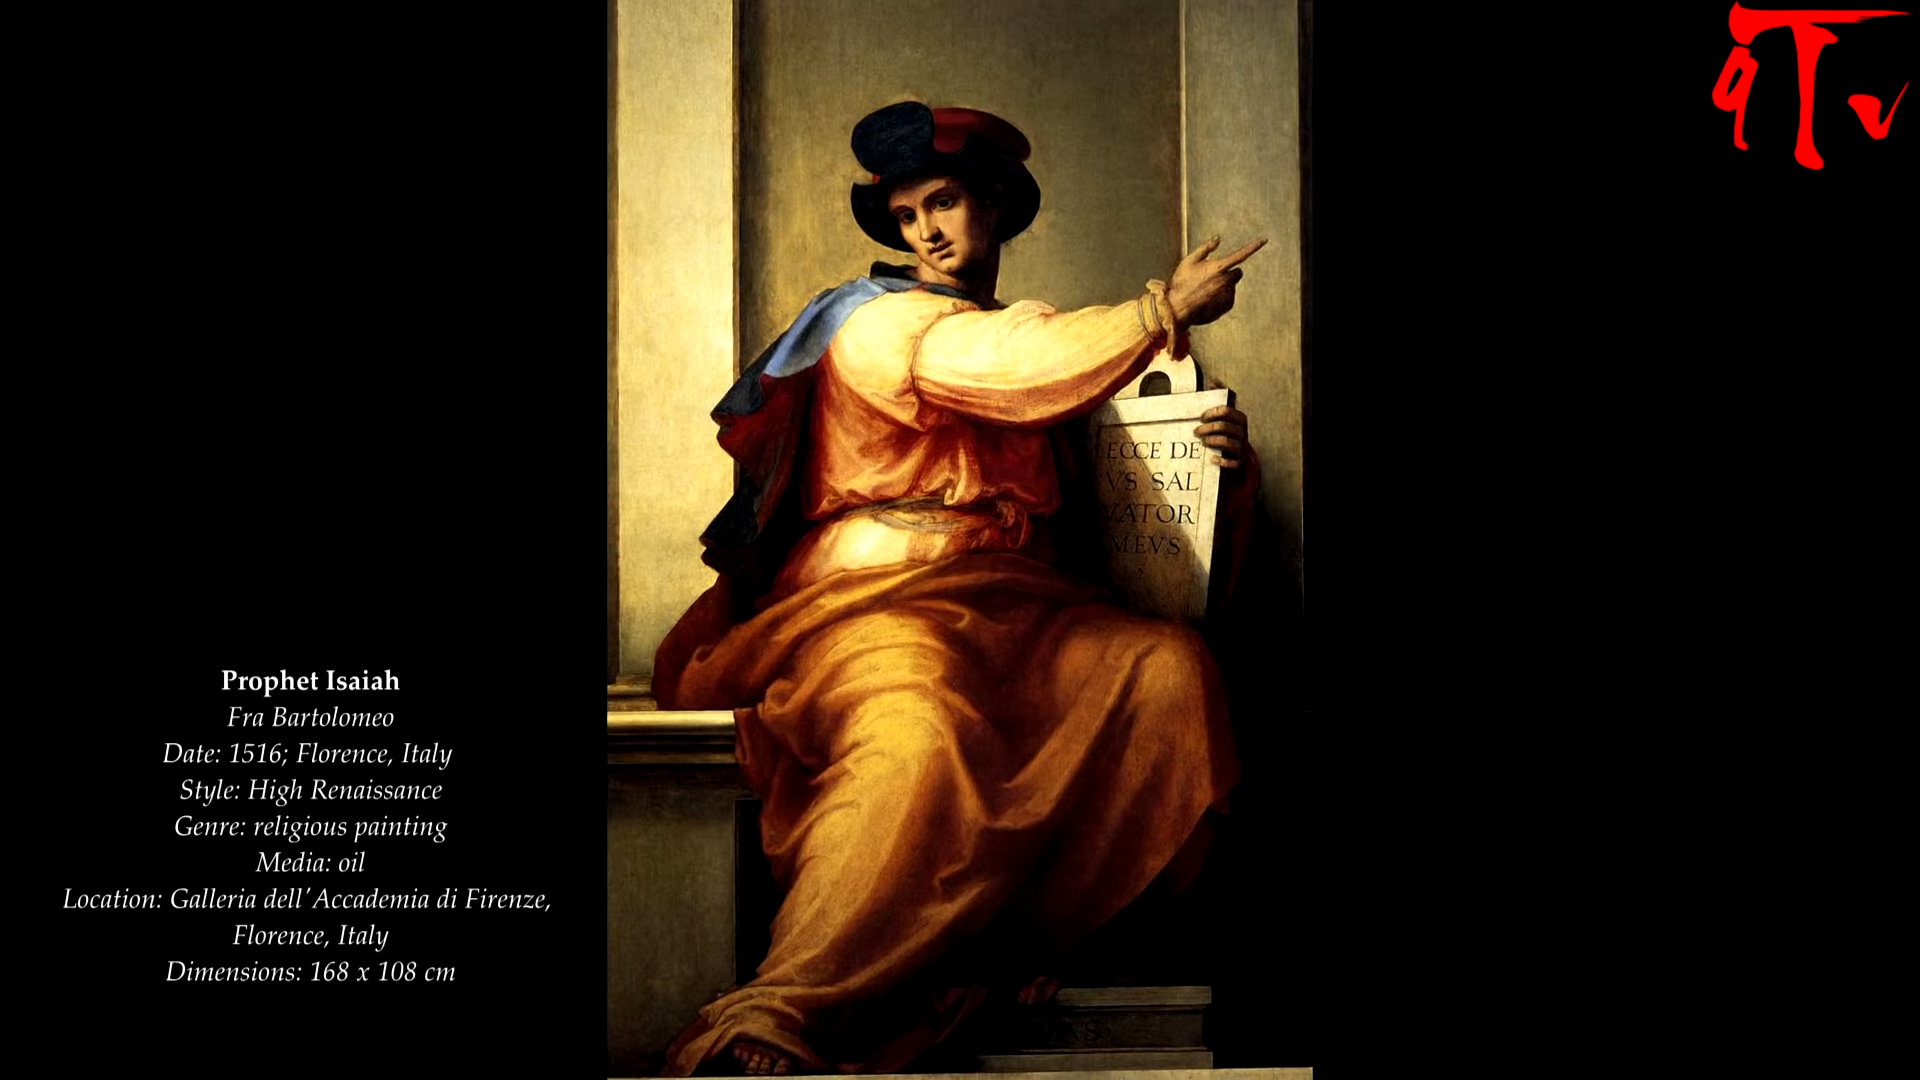 qTv
ECCE DE
VS SAL
VATOR
MEVS
Prophet Isaiah
Fra Bartolomeo
Date: 1516; Florence, Italy
Style: High Renaissance
Genre: religious painting
Media: oil
Location: Galleria dell'Accademia di Firenze,
Florence, Italy
Dimensions: 168 x 108 cm